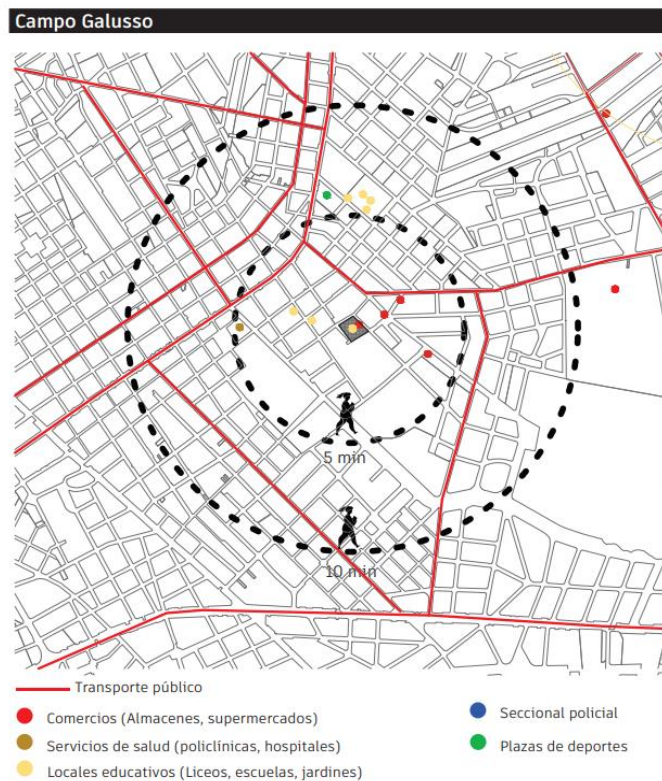 Campo Galusso
5 min
10 min
Transporte público
Comercios (Almacenes, supermercados)
Servicios de salud (policlínicas, hospitales)
Locales educativos (Liceos, escuelas, jardines)
Seccional policial
Plazas de deportes